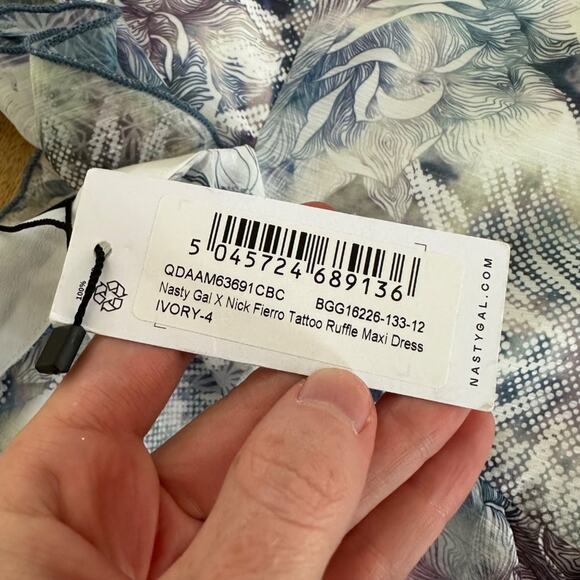 5 045724 689136
QDAAM63691CBC BGG16226-133-12
Nasty Gal X Nick Fierro Tattoo Ruffle Maxi Dress
IVORY-4
100%
NASTYGAL.COM